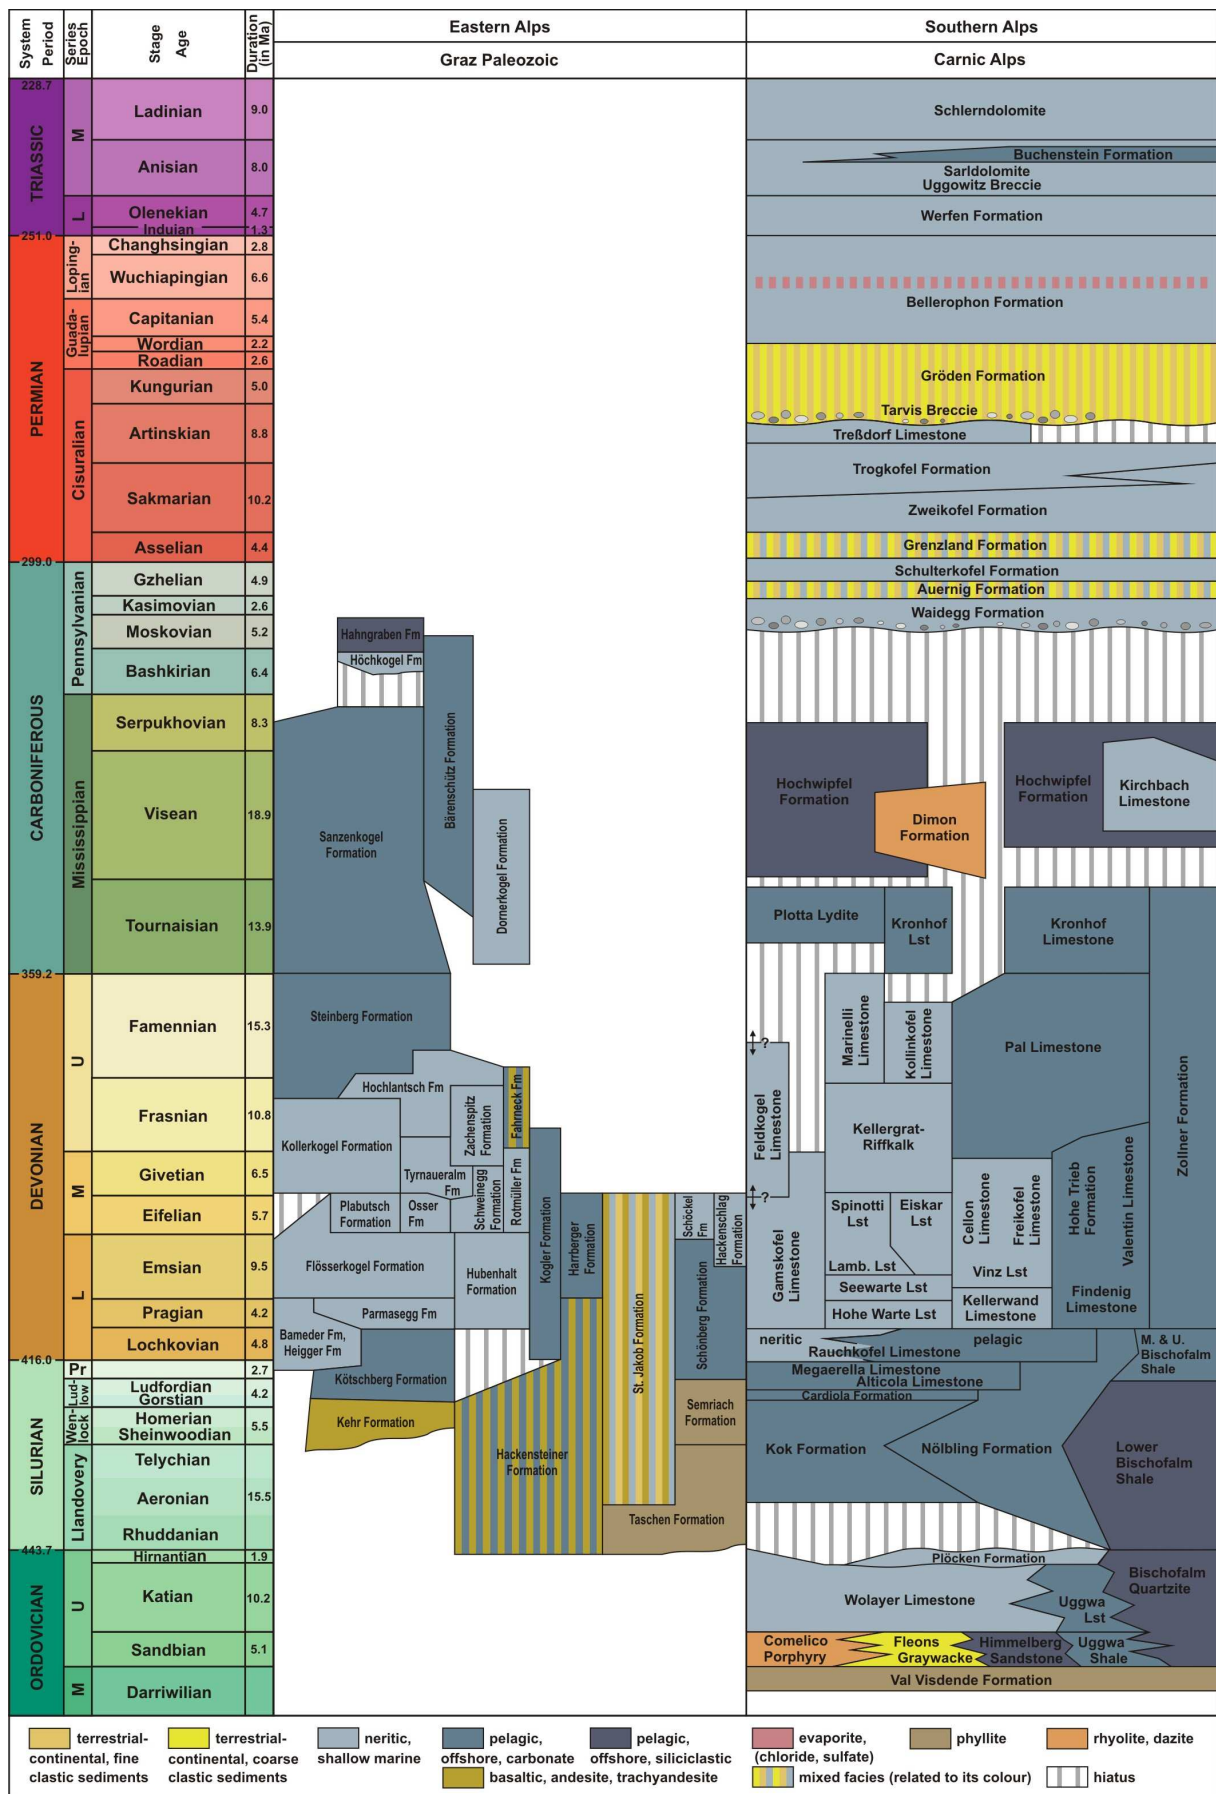 System
Period
Series
Epoch
Stage
Age
Duration
(in Ma)
Eastern Alps
Graz Paleozoic
Southern Alps
Carnic Alps
228.7
TRIASSIC
M
Ladinian
9.0
Anisian
8.0
L
Olenekian
4.7
Induian
1.3
251.0
PERMIAN
Loping-
ian
Changhsingian
2.8
Wuchiapingian
6.6
Guada-
lupian
Capitanian
5.4
Wordian
2.2
Roadian
2.6
Cisuralian
Kungurian
5.0
Artinskian
8.8
Sakmarian
10.2
Asselian
4.4
299.0
CARBONIFEROUS
Pennsylvanian
Gzhelian
4.9
Kasimovian
2.6
Moskovian
5.2
Bashkirian
6.4
Mississippian
Serpukhovian
8.3
Visean
18.9
Tournaisian
13.9
359.2
DEVONIAN
U
Famennian
15.3
Frasnian
10.8
M
Givetian
6.5
Eifelian
5.7
L
Emsian
9.5
Pragian
4.2
Lochkovian
4.8
416.0
SILURIAN
Pr
2.7
Lud-
low
Ludfordian
Gorstian
4.2
Wen-
lock
Homerian
Sheinwoodian
5.5
Llandovery
Telychian
Aeronian
15.5
Rhuddanian
443.7
ORDOVICIAN
U
Hirnantian
1.9
Katian
10.2
Sandbian
5.1
M
Darriwilian
Hahngraben Fm
Höchkogel Fm
Bärenschütz Formation
Sanzenkogel
Formation
Dornerkogel Formation
Steinberg Formation
Hochlantsch Fm
Fahrneck Fm
Zachenspitz
Formation
Kollerkogel Formation
Tyrnaueralm
Fm
Schweinegg
Formation
Rotmüller Fm
Kogler Formation
Plabutsch
Formation
Osser
Fm
Harrberger
Formation
Schöckel
Fm
Hackenschlag
Formation
Flösserkogel Formation
Hubenhalt
Formation
Parmasegg Fm
Bameder Fm,
Heigger Fm
Schönberg Formation
St. Jakob Formation
Kötschberg Formation
Kehr Formation
Semriach
Formation
Hackensteiner
Formation
Taschen Formation
Schlerndolomite
Buchenstein Formation
Sarldolomite
Uggowitz Breccie
Werfen Formation
Bellerophon Formation
Gröden Formation
Tarvis Breccie
Treßdorf Limestone
Trogkofel Formation
Zweikofel Formation
Grenzland Formation
Schulterkofel Formation
Auernig Formation
Waidegg Formation
Hochwipfel
Formation
Dimon
Formation
Hochwipfel
Formation
Kirchbach
Limestone
Plotta Lydite
Kronhof
Lst
Kronhof
Limestone
Marinelli
Limestone
Kollinkofel
Limestone
Pal Limestone
Zollner Formation
?
Feldkogel
Limestone
?
Kellergrat-
Riffkalk
Gamskofel
Limestone
Spinotti
Lst
Eiskar
Lst
Lamb. Lst
Cellon
Limestone
Freikofel
Limestone
Vinz Lst
Hohe Trieb
Formation
Valentin Limestone
Findenig
Limestone
Seewarte Lst
Hohe Warte Lst
Kellerwand
Limestone
neritic
pelagic
Rauchkofel Limestone
M. & U.
Bischofalm
Shale
Megaerella Limestone
Alticola Limestone
Cardiola Formation
Kok Formation
Nölbling Formation
Lower
Bischofalm
Shale
Plöcken Formation
Bischofalm
Quartzite
Wolayer Limestone
Uggwa
Lst
Comelico
Porphyry
Fleons
Graywacke
Himmelberg
Sandstone
Uggwa
Shale
Val Visdende Formation
terrestrial-
continental, fine
clastic sediments
terrestrial-
continental, coarse
clastic sediments
neritic,
shallow marine
pelagic,
offshore, carbonate
pelagic,
offshore, siliciclastic
evaporite,
(chloride, sulfate)
phyllite
rhyolite, dazite
basaltic, andesite, trachyandesite
mixed facies (related to its colour)
hiatus